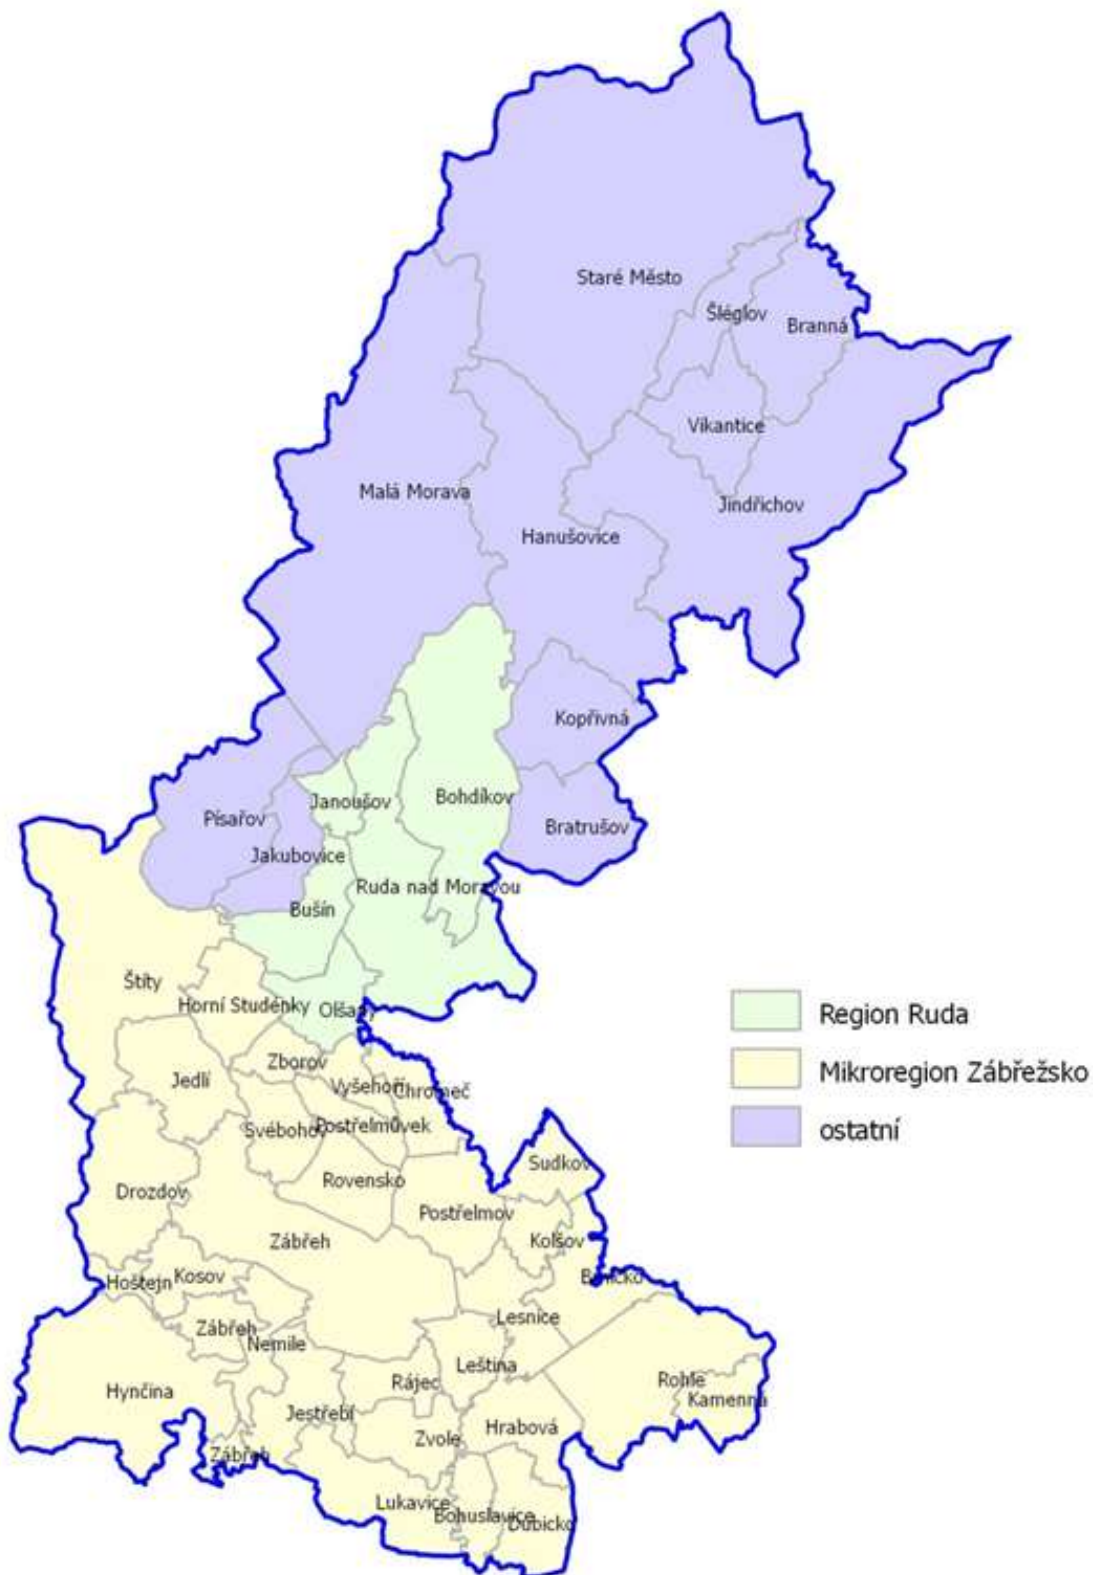 Staré Město
Šléglov
Branná
Vikantice
Malá Morava
Jindřichov
Hanušovice
Kopřivná
Janoušov
Bohdíkov
Písařov
Bratrušov
Jakubovice
Ruda nad Moravou
Bušín
Štíty
Horní Studénky
Olšany
Region Ruda
Zborov
Jedlí
Vyšehoří
Chromeč
Mikroregion Zábřežsko
Svébohov
Postřelmůvek
ostatní
Sudkov
Rovensko
Drozdov
Postřelmov
Zábřeh
Kolšov
Hoštejn
Kosov
Brníčko
Zábřeh
Lesnice
Nemile
Leština
Hynčina
Rájec
Rohle
Kamenná
Jestřebí
Hrabová
Zvole
Zábřeh
Lukavice
Bohuslavice
Dubicko